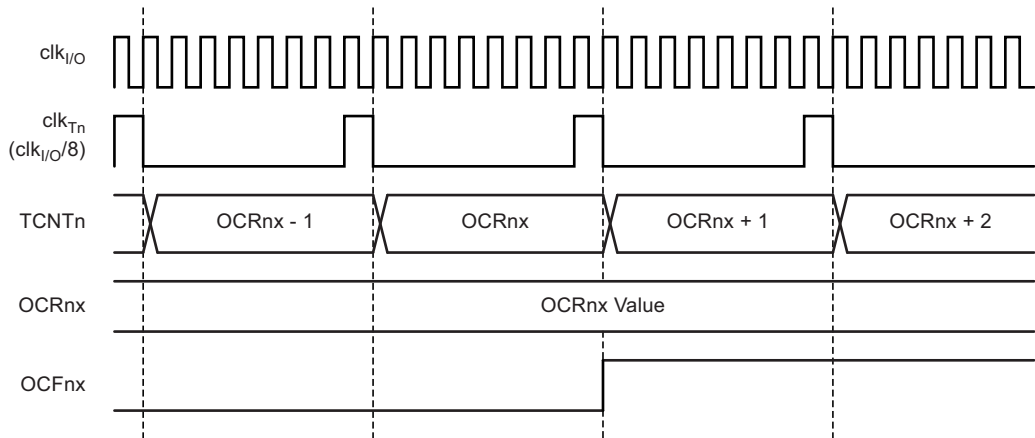 clkI/O
clkTn
(clkI/O/8)
TCNTn
OCRnx - 1
OCRnx
OCRnx + 1
OCRnx + 2
OCRnx
OCRnx Value
OCFnx